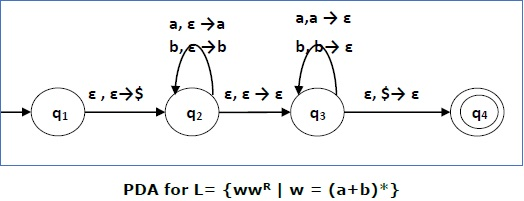 a, ε →a
b, ε →b
a,a → ε
b, b→ ε
ε , ε→$
ε, ε → ε
ε, $→ ε
q1
q2
q3
q4
PDA for L= {wwᴿ | w = (a+b)*}